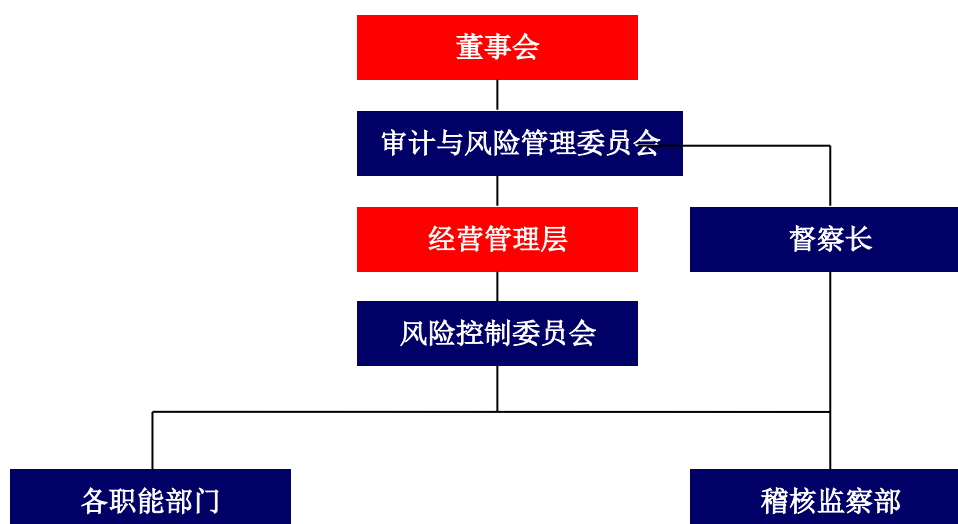 董事会
审计与风险管理委员会
经营管理层
督察长
风险控制委员会
各职能部门
稽核监察部